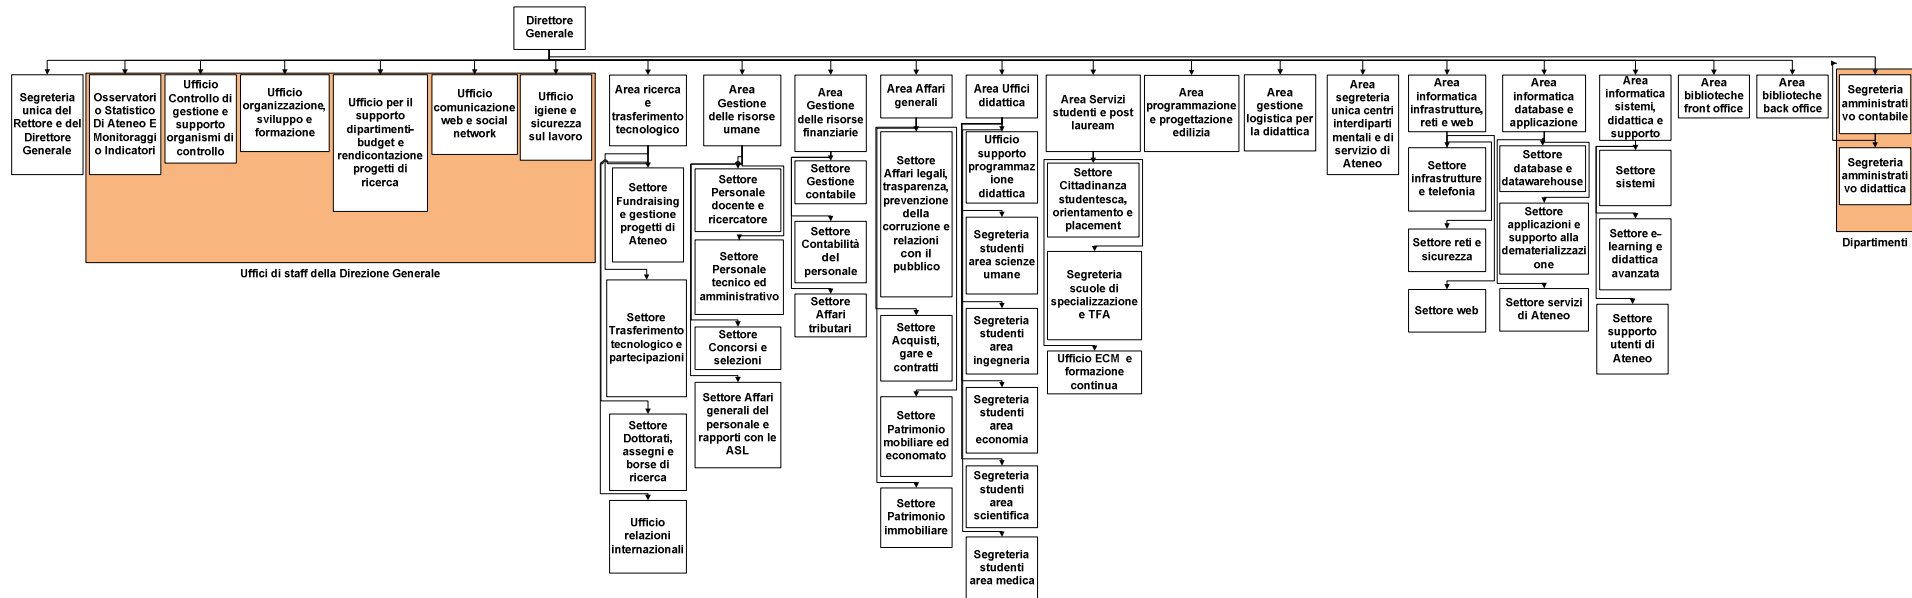 Direttore
Generale
Segreteria
unica del
Rettore e del
Direttore
Generale
Osservatori
o Statistico
Di Ateneo E
Monitoraggi
o Indicatori
Ufficio
Controllo di
gestione e
supporto
organismi di
controllo
Ufficio
organizzazione,
sviluppo e
formazione
Ufficio per il
supporto
dipartimenti-
budget e
rendicontazione
progetti di
ricerca
Ufficio
comunicazione
web e social
network
Ufficio
igiene e
sicurezza
sul lavoro
Uffici di staff della Direzione Generale
Area ricerca
e
trasferimento
tecnologico
Settore
Fundraising
e gestione
progetti di
Ateneo
Settore
Trasferimento
tecnologico e
partecipazioni
Settore
Dottorati,
assegni e
borse di
ricerca
Ufficio
relazioni
internazionali
Area
Gestione
delle risorse
umane
Settore
Personale
docente e
ricercatore
Settore
Personale
tecnico ed
amministrativo
Settore
Concorsi e
selezioni
Settore Affari
generali del
personale e
rapporti con le
ASL
Area
Gestione
delle risorse
finanziarie
Settore
Gestione
contabile
Settore
Contabilità
del
personale
Settore
Affari
tributari
Area Affari
generali
Settore
Affari legali,
trasparenza,
prevenzione
della
corruzione e
relazioni
con il
pubblico
Settore
Acquisti,
gare e
contratti
Settore
Patrimonio
mobiliare ed
economato
Settore
Patrimonio
immobiliare
Area Uffici
didattica
Ufficio
supporto
programmaz
ione
didattica
Segreteria
studenti
area scienze
umane
Segreteria
studenti
area
ingegneria
Segreteria
studenti
area
economia
Segreteria
studenti
area
scientifica
Segreteria
studenti
area medica
Area Servizi
studenti e post
lauream
Settore
Cittadinanza
studentesca,
orientamento e
placement
Segreteria
scuole di
specializzazione
e TFA
Ufficio ECM e
formazione
continua
Area
programmazione
e progettazione
edilizia
Area
gestione
logistica per
la didattica
Area
segreteria
unica centri
interdiparti
mentali e di
servizio di
Ateneo
Area
informatica
infrastrutture,
reti e web
Settore
infrastrutture
e telefonia
Settore reti e
sicurezza
Settore web
Area
informatica
database e
applicazione
Settore
database e
datawarehouse
Settore
applicazioni e
supporto alla
dematerializzazi
one
Settore servizi
di Ateneo
Area
informatica
sistemi,
didattica e
supporto
Settore
sistemi
Settore e-
learning e
didattica
avanzata
Settore
supporto
utenti di
Ateneo
Area
biblioteche
front office
Area
biblioteche
back office
Segreteria
amministrati
vo contabile
Segreteria
amministrati
vo didattica
Dipartimenti